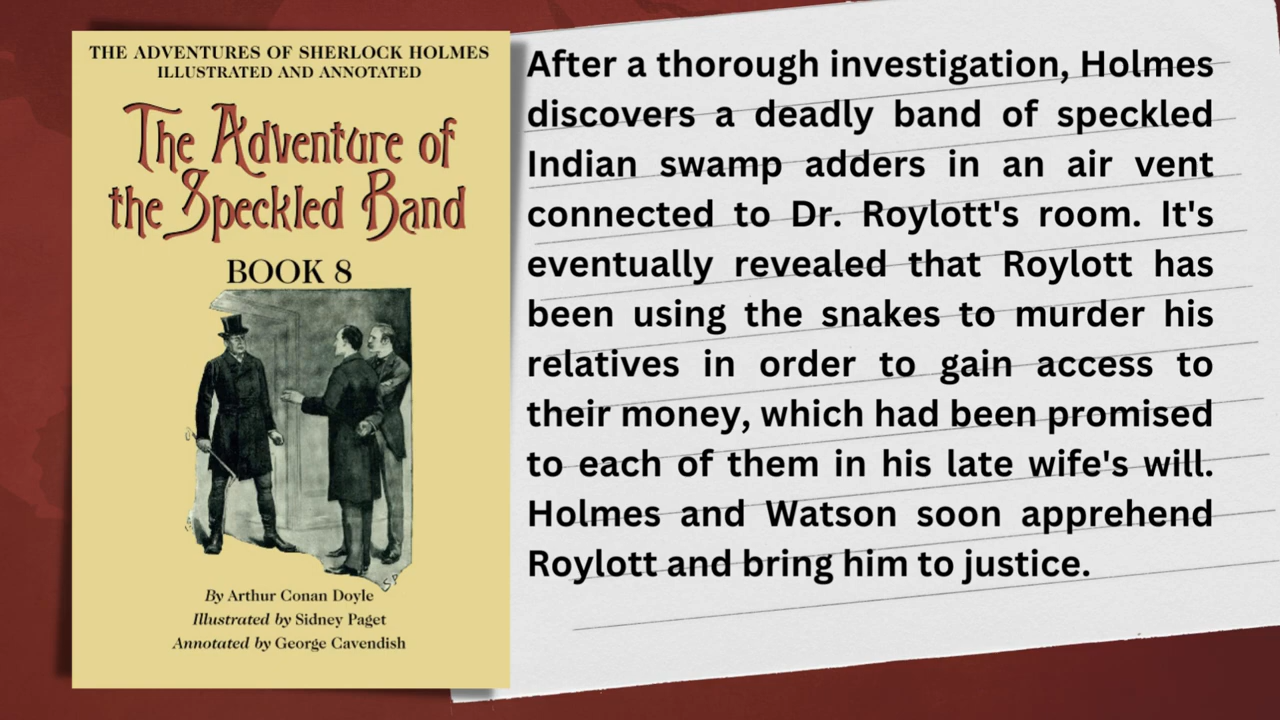 THE ADVENTURES OF SHERLOCK HOLMES
ILLUSTRATED AND ANNOTATED
The Adventure of
the Speckled Band
BOOK 8
SP
By Arthur Conan Doyle
Illustrated by Sidney Paget
Annotated by George Cavendish
After a thorough investigation, Holmes
discovers a deadly band of speckled
Indian swamp adders in an air vent
connected to Dr. Roylott's room. It's
eventually revealed that Roylott has
been using the snakes to murder his
relatives in order to gain access to
their money, which had been promised
to each of them in his late wife's will.
Holmes and Watson soon apprehend
Roylott and bring him to justice.